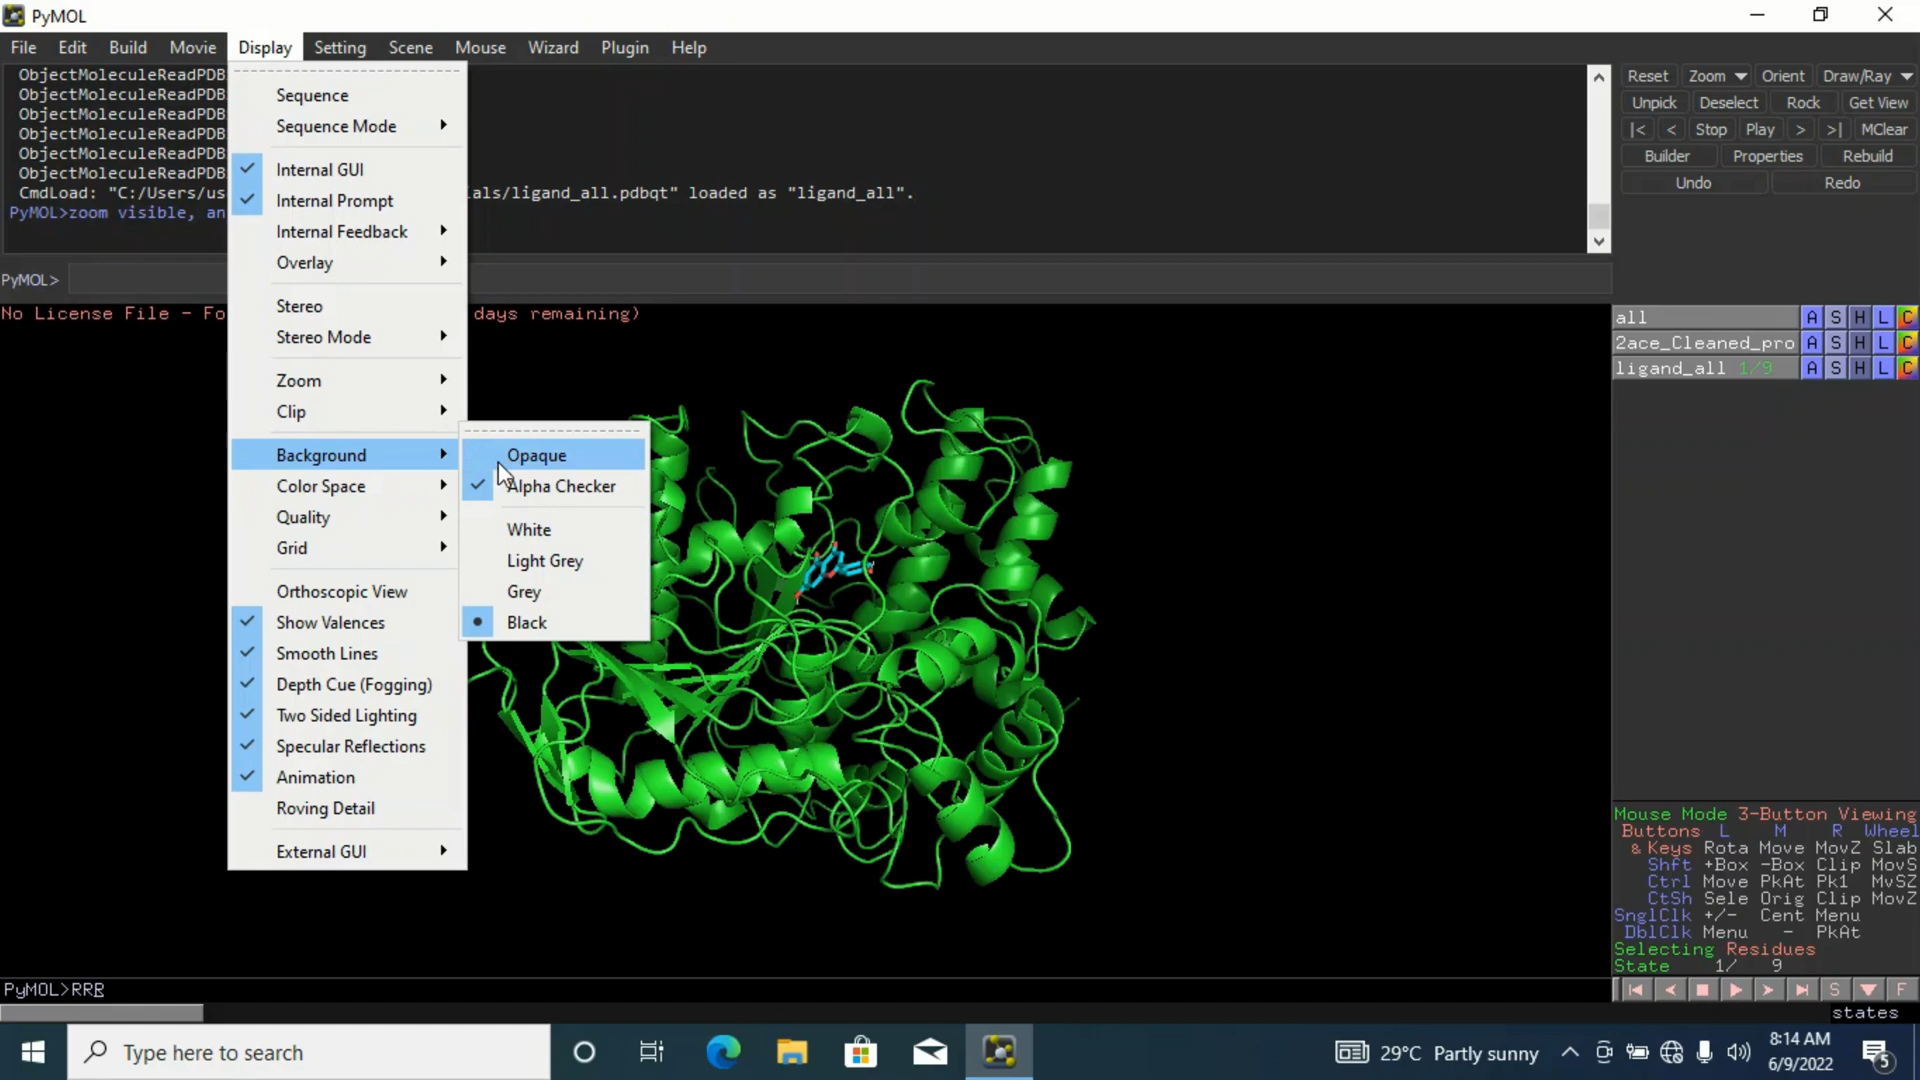 PyMOL
File Edit Build Movie Display Setting Scene Mouse Wizard Plugin Help
ObjectMoleculeReadPDB
ObjectMoleculeReadPDB
ObjectMoleculeReadPDB
ObjectMoleculeReadPDB
ObjectMoleculeReadPDB
ObjectMoleculeReadPDB
CmdLoad: "C:/Users/us als/ligand_all.pdbqt" loaded as "ligand_all".
PyMOL>zoom visible, an
PyMOL>
Reset Zoom Orient Draw/Ray
Unpick Deselect Rock Get View
|< < Stop Play > >| MClear
Builder Properties Rebuild
Undo Redo
Sequence
Sequence Mode
Internal GUI
Internal Prompt
Internal Feedback
Overlay
Stereo
Stereo Mode
Zoom
Clip
Background
Color Space
Quality
Grid
Orthoscopic View
Show Valences
Smooth Lines
Depth Cue (Fogging)
Two Sided Lighting
Specular Reflections
Animation
Roving Detail
External GUI
Opaque
Alpha Checker
White
Light Grey
Grey
Black
No License File - Fo days remaining)
all A S H L C
2ace_Cleaned_pro A S H L C
ligand_all 1/9 A S H L C
Mouse Mode 3-Button Viewing
Buttons L M R Wheel
& Keys Rota Move MovZ Slab
Shft +Box -Box Clip MovS
Ctrl Move PkAt Pk1 MvSZ
CtSh Sele Orig Clip MovZ
SnglClk +/- Cent Menu
DblClk Menu - PkAt
Selecting Residues
State 1/ 9
S F
states
PyMOL>RRR
Type here to search
29°C Partly sunny
8:14 AM
6/9/2022
5